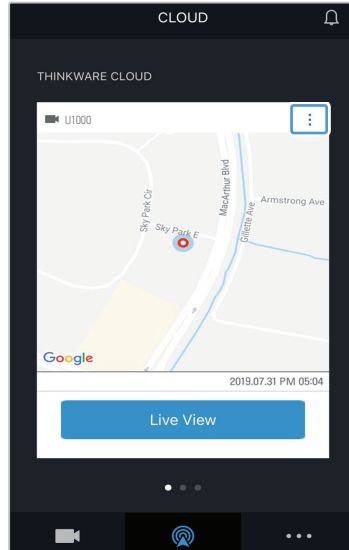 CLOUD
THINKWARE CLOUD
U1000
Sky Park Cir
Sky Park E
MacArthur Blvd
Gillette Ave
Armstrong Ave
Google
2019.07.31 PM 05:04
Live View